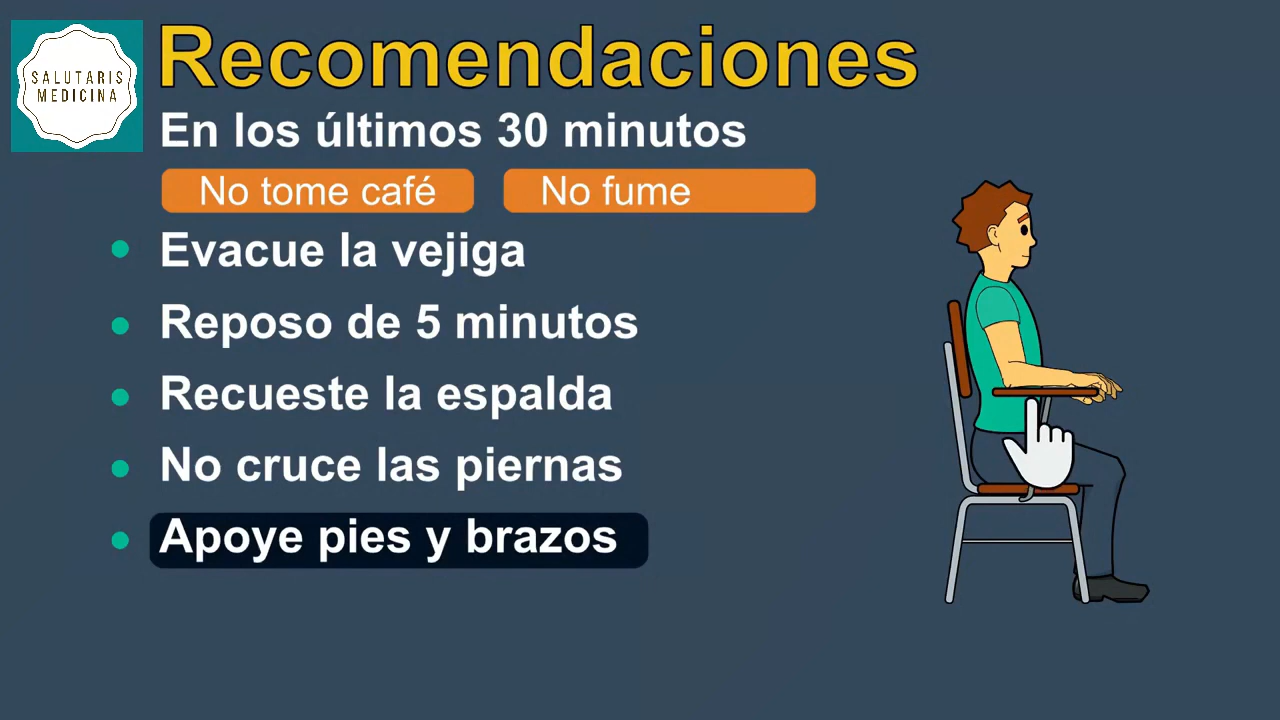 SALUTARIS
MEDICINA
Recomendaciones
En los últimos 30 minutos
No tome café
No fume
Evacue la vejiga
Reposo de 5 minutos
Recueste la espalda
No cruce las piernas
Apoye pies y brazos